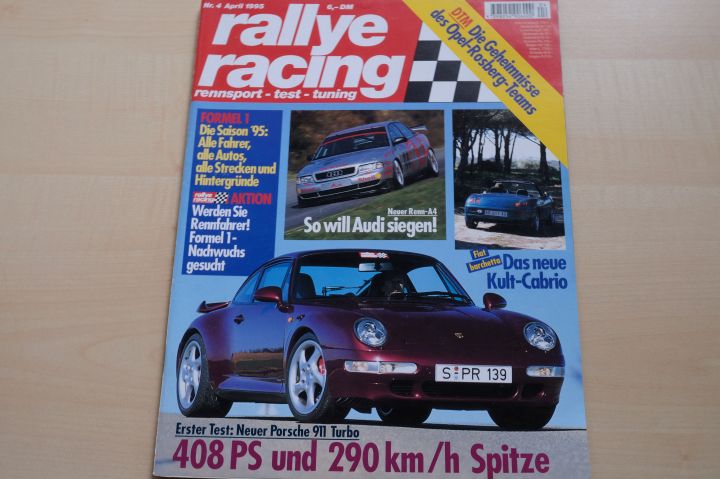 Nr. 4 April 1995
6,- DM
rallye
racing
rennsport - test - tuning
DTM Die Geheimnisse
des Opel-Rosberg-Teams
FORMEL 1
Die Saison '95:
Alle Fahrer,
alle Autos,
alle Strecken und
Hintergründe
rallye
racing
AKTION
Werden Sie
Rennfahrer!
Formel 1-
Nachwuchs
gesucht
Neuer Renn-A4
So will Audi siegen!
Fiat
barchetta
Das neue
Kult-Cabrio
S PR 139
Erster Test: Neuer Porsche 911 Turbo
408 PS und 290 km/h Spitze